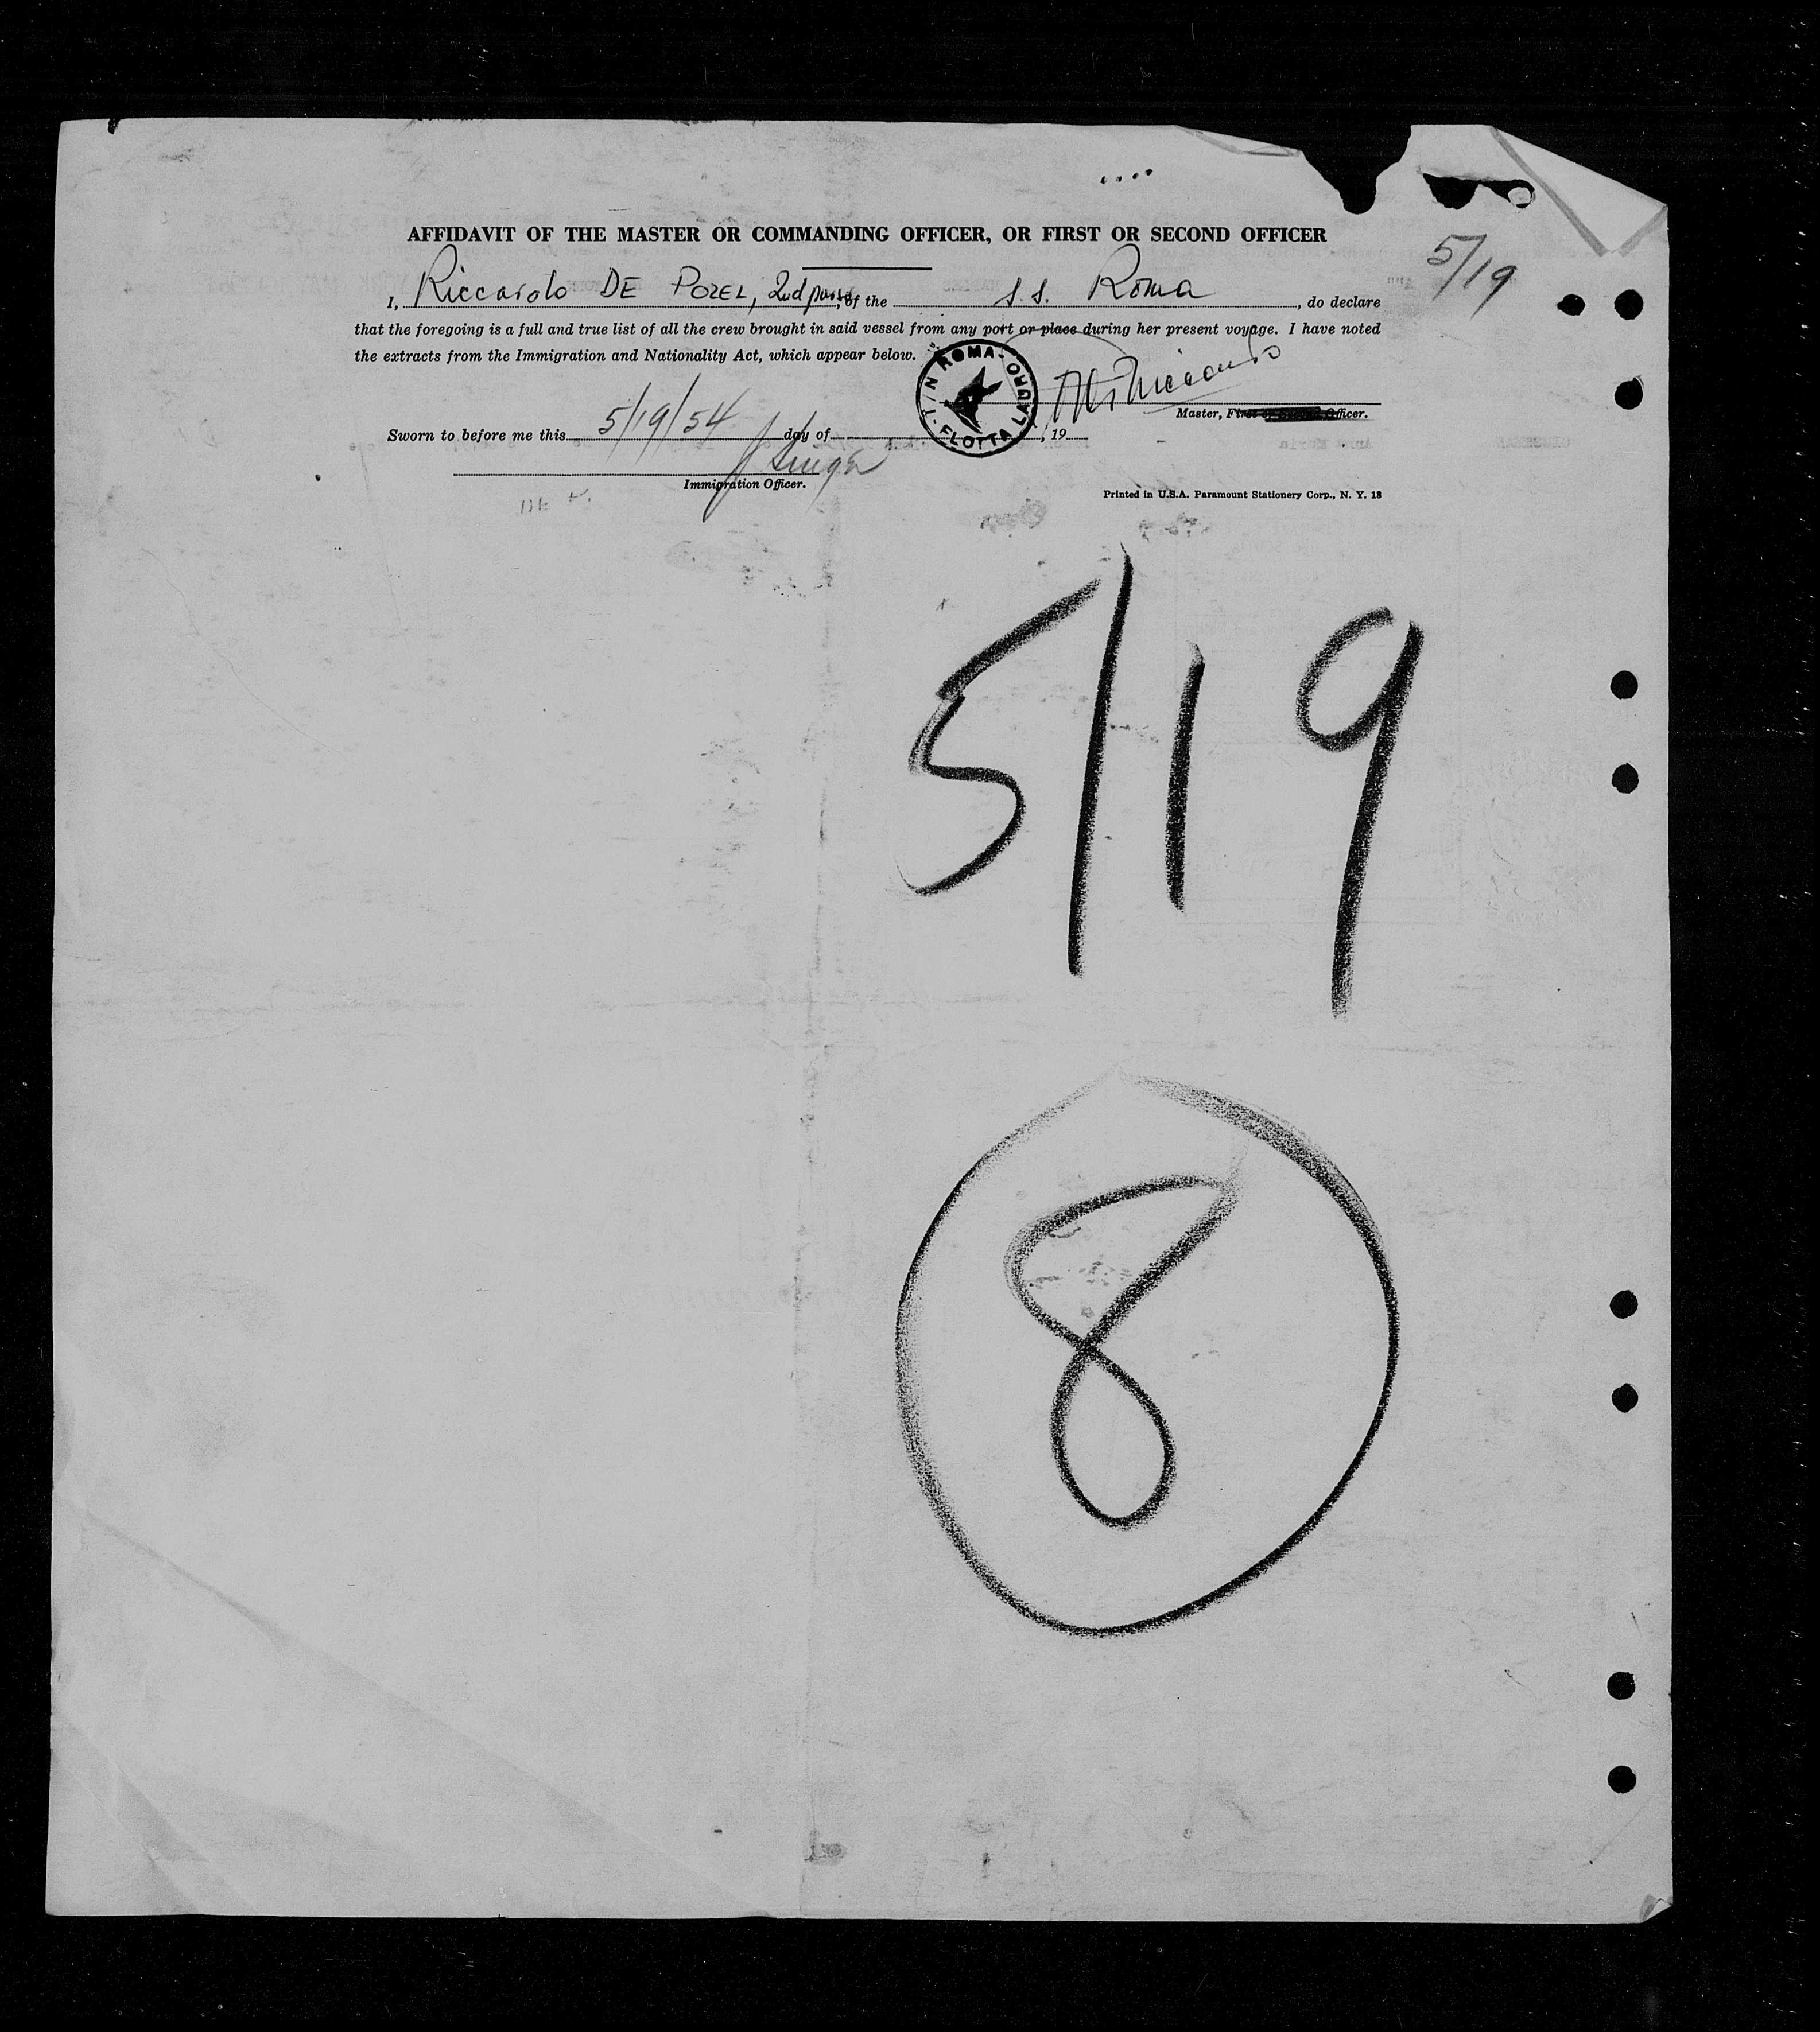 AFFIDAVIT OF THE MASTER OR COMMANDING OFFICER, OR FIRST OR SECOND OFFICER
5/19
I, Riccardo DE POZEL, 2nd , of the s.s. Roma, do declare
that the foregoing is a full and true list of all the crew brought in said vessel from any port or place during her present voyage. I have noted
the extracts from the Immigration and Nationality Act, which appear below.
T/N ROMA - FLOTTA LAURO
Master, First or Second Officer.
Sworn to before me this 5/19/54 day of , 19
Immigration Officer.
Printed in U.S.A. Paramount Stationery Corp., N. Y. 13
5/19
8